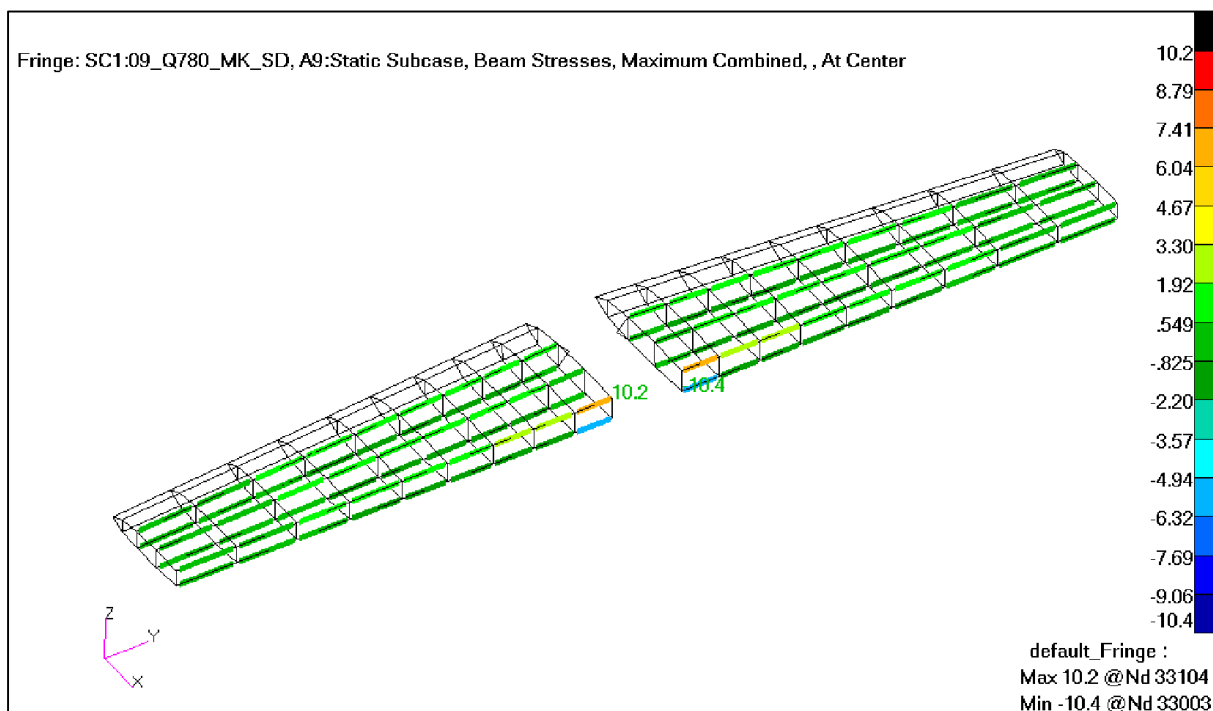 Fringe: SC1:09_Q780_MK_SD, A9:Static Subcase, Beam Stresses, Maximum Combined, , At Center
10.2
8.79
7.41
6.04
4.67
3.30
1.92
.549
-.825
-2.20
-3.57
-4.94
-6.32
-7.69
-9.06
-10.4
10.2
-10.4
Z
Y
X
default_Fringe :
Max 10.2 @Nd 33104
Min -10.4 @Nd 33003